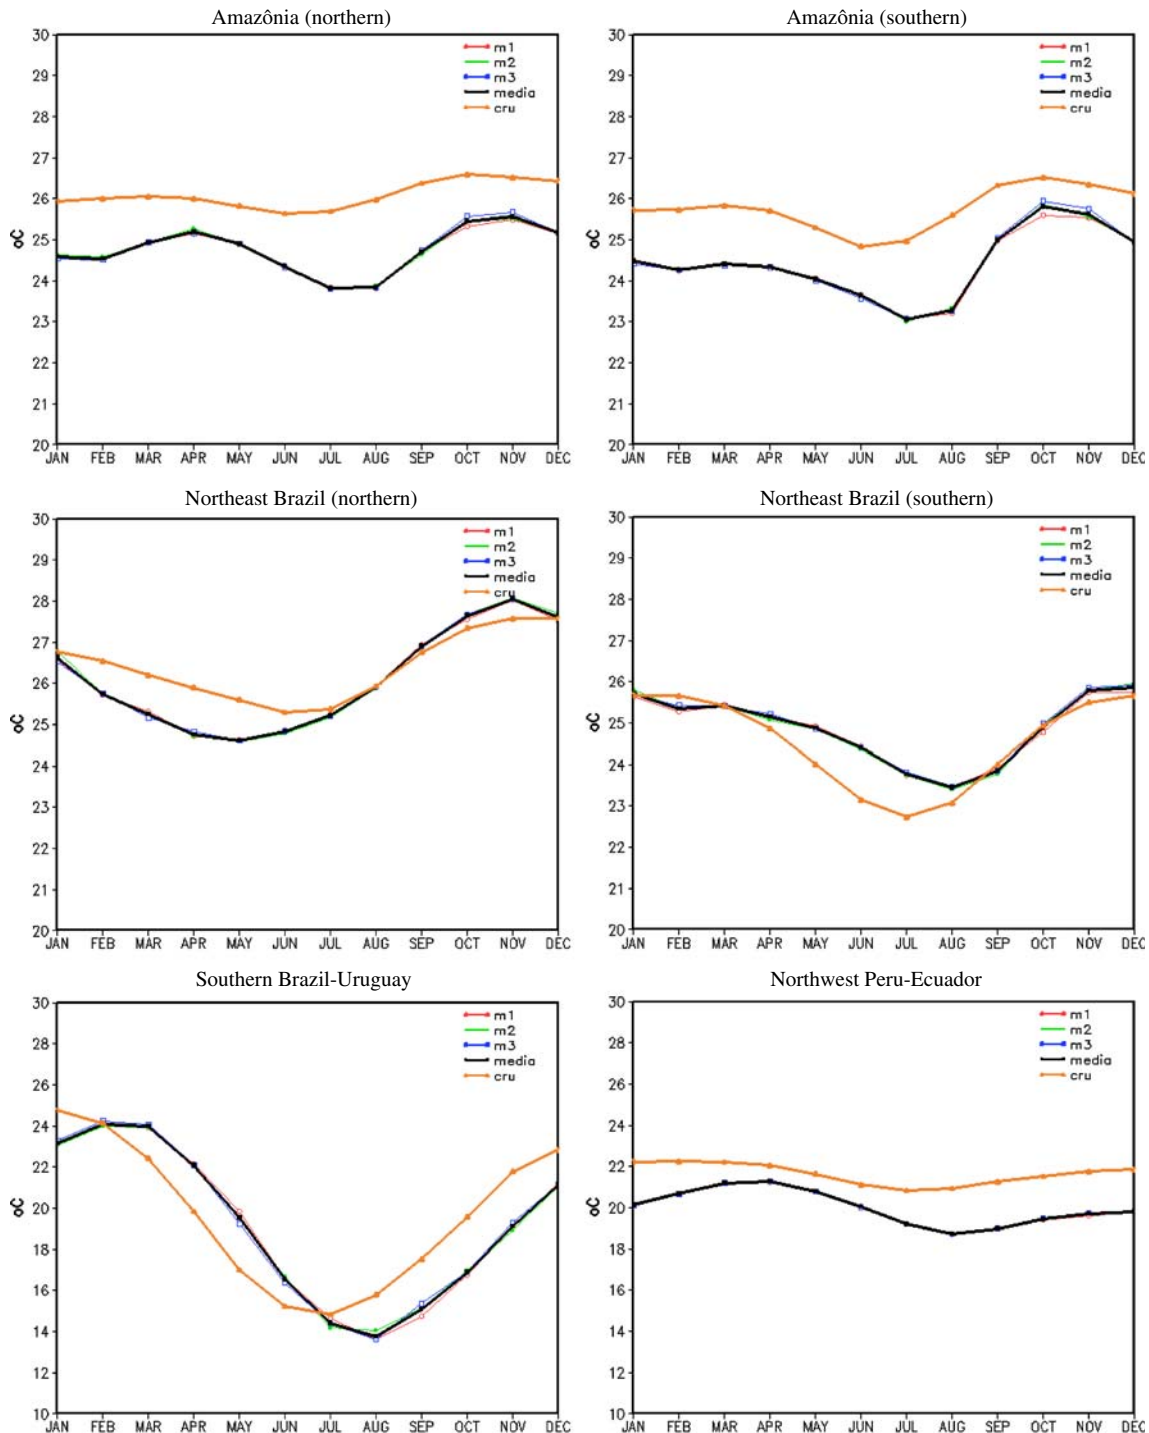 Amazônia (northern)
30
29
28
27
26
25
24
23
22
21
20
oC
m1
m2
m3
media
cru
JAN FEB MAR APR MAY JUN JUL AUG SEP OCT NOV DEC
Amazônia (southern)
30
29
28
27
26
25
24
23
22
21
20
oC
m1
m2
m3
media
cru
JAN FEB MAR APR MAY JUN JUL AUG SEP OCT NOV DEC
Northeast Brazil (northern)
30
29
28
27
26
25
24
23
22
21
20
oC
m1
m2
m3
media
cru
JAN FEB MAR APR MAY JUN JUL AUG SEP OCT NOV DEC
Northeast Brazil (southern)
30
29
28
27
26
25
24
23
22
21
20
oC
m1
m2
m3
media
cru
JAN FEB MAR APR MAY JUN JUL AUG SEP OCT NOV DEC
Southern Brazil-Uruguay
30
28
26
24
22
20
18
16
14
12
10
oC
m1
m2
m3
media
cru
JAN FEB MAR APR MAY JUN JUL AUG SEP OCT NOV DEC
Northwest Peru-Ecuador
30
28
26
24
22
20
18
16
14
12
10
oC
m1
m2
m3
media
cru
JAN FEB MAR APR MAY JUN JUL AUG SEP OCT NOV DEC